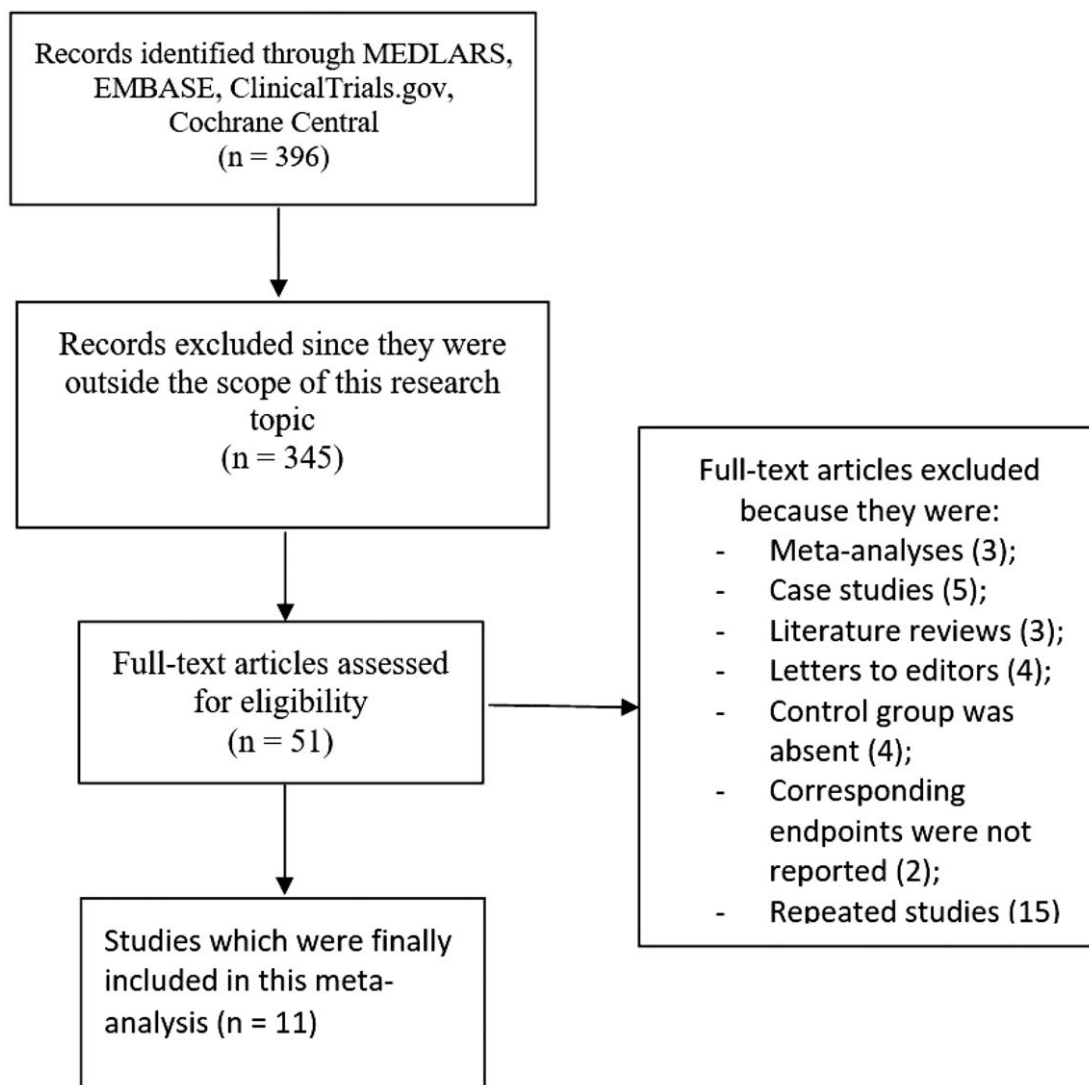 Records identified through MEDLARS,
EMBASE, ClinicalTrials.gov,
Cochrane Central
(n = 396)
Records excluded since they were
outside the scope of this research
topic
(n = 345)
Full-text articles assessed
for eligibility
(n = 51)
Full-text articles excluded
because they were:
- Meta-analyses (3);
- Case studies (5);
- Literature reviews (3);
- Letters to editors (4);
- Control group was
absent (4);
- Corresponding
endpoints were not
reported (2);
- Repeated studies (15)
Studies which were finally
included in this meta-
analysis (n = 11)